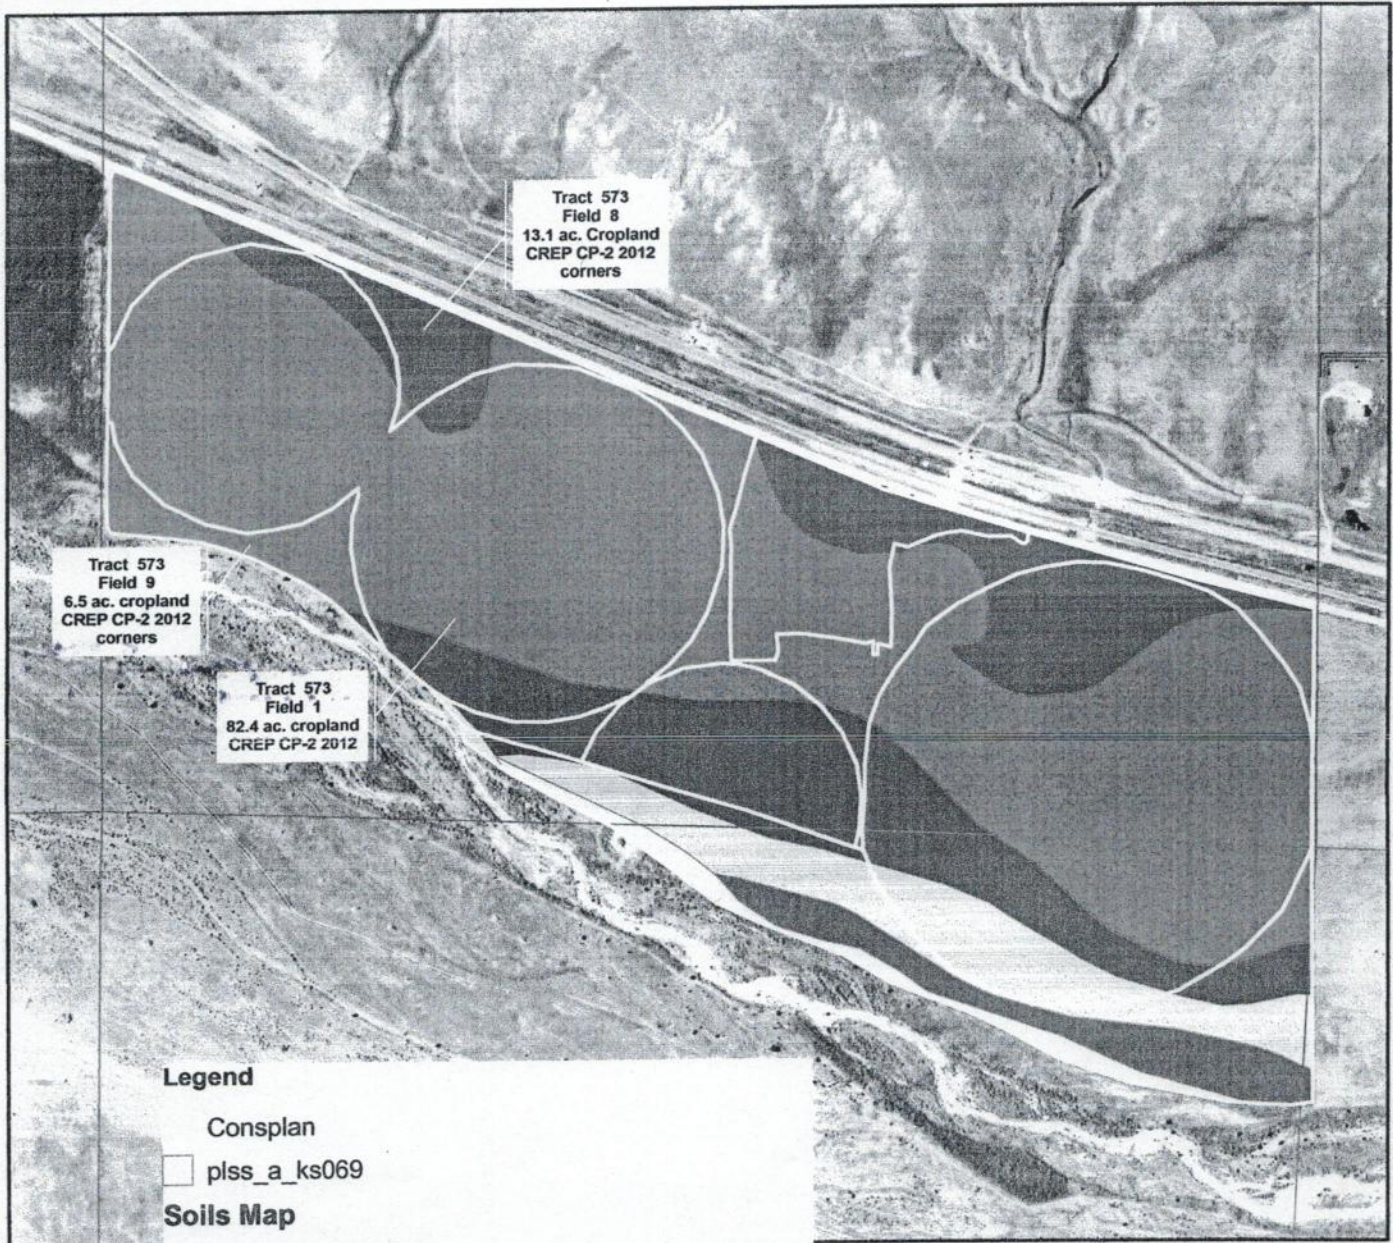 Tract 573
Field 8
13.1 ac. Cropland
CREP CP-2 2012
corners
Tract 573
Field 9
6.5 ac. cropland
CREP CP-2 2012
corners
Tract 573
Field 1
82.4 ac. cropland
CREP CP-2 2012
Legend
Consplan
plss_a_ks069
Soils Map